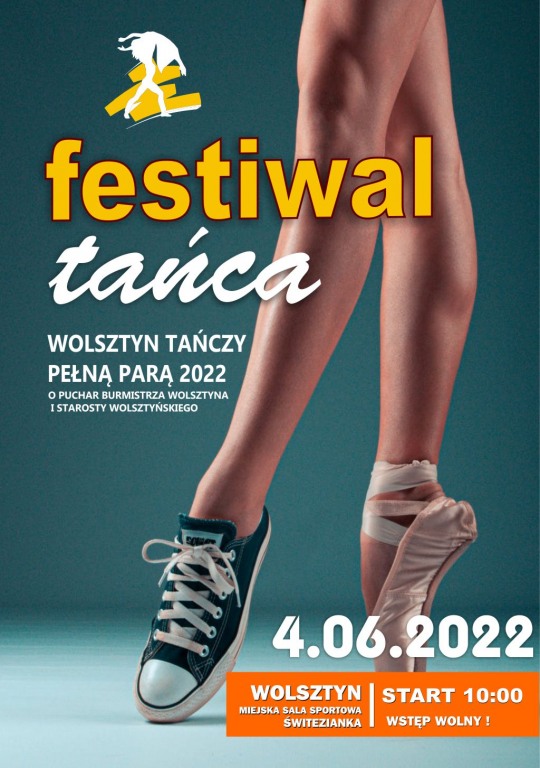 festiwal
tańca
WOLSZTYN TAŃCZY
PEŁNĄ PARĄ 2022
O PUCHAR BURMISTRZA WOLSZTYNA
I STAROSTY WOLSZTYŃSKIEGO
4.06.2022
WOLSZTYN
MIEJSKA SALA SPORTOWA
ŚWITEZIANKA
START 10:00
WSTĘP WOLNY !